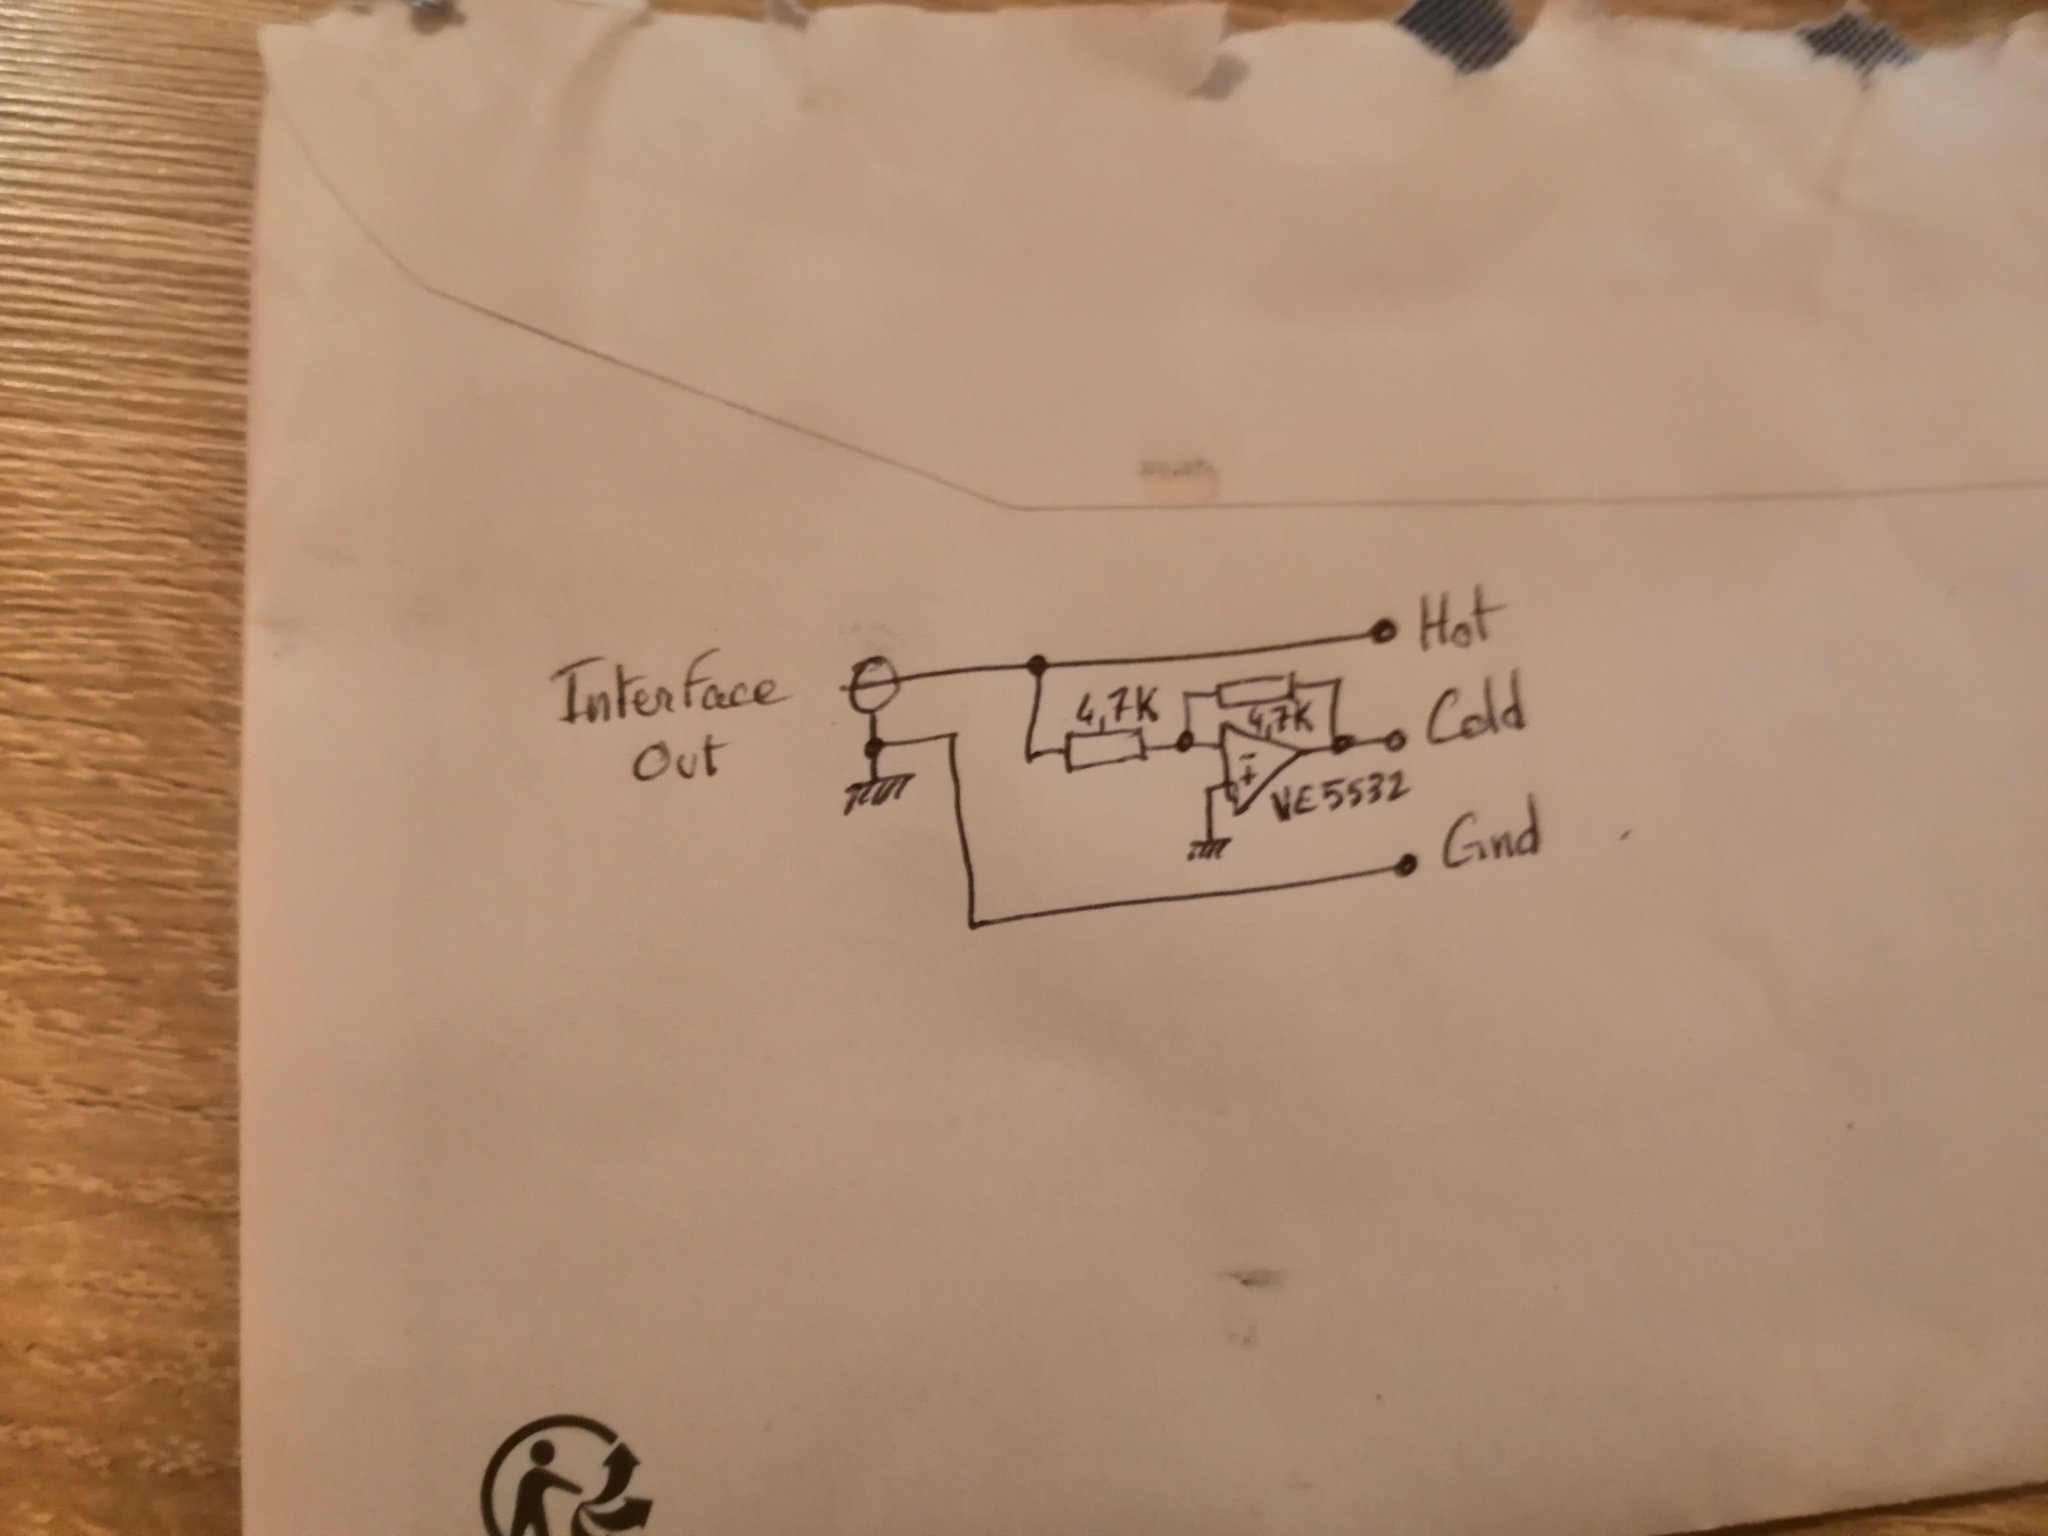 Interface
Out
Hot
4,7K
4,7K
Cold
-
+
NE5532
Gnd